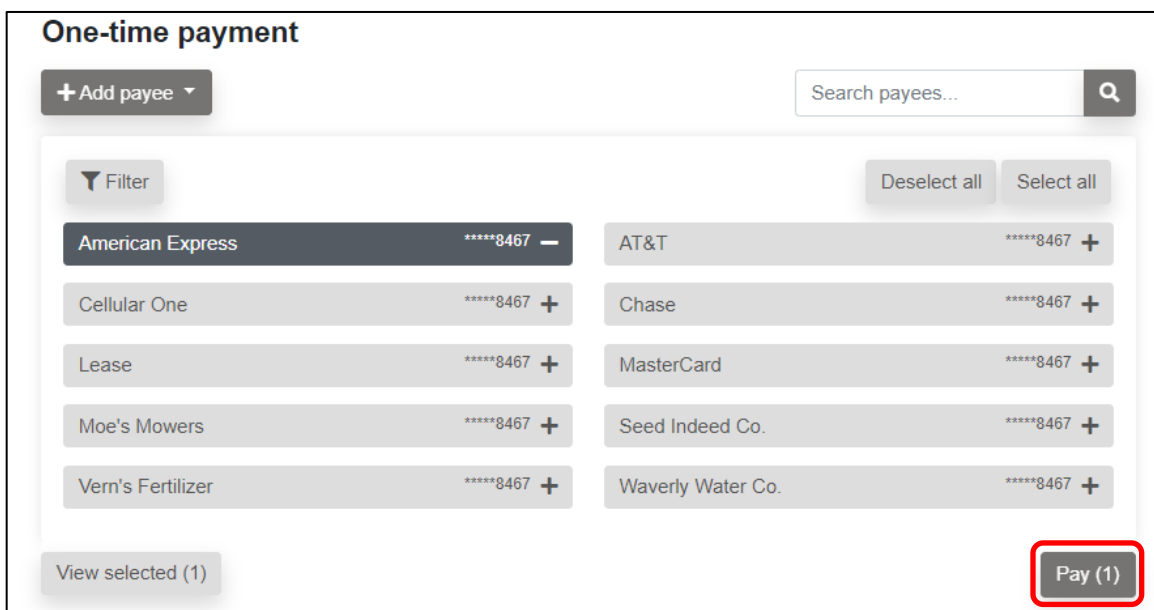 One-time payment
Add payee
Search payees...
Filter
Deselect all Select all
American Express *****8467
AT&T *****8467
Cellular One *****8467
Chase *****8467
Lease *****8467
MasterCard *****8467
Moe's Mowers *****8467
Seed Indeed Co. *****8467
Vern's Fertilizer *****8467
Waverly Water Co. *****8467
View selected (1)
Pay (1)